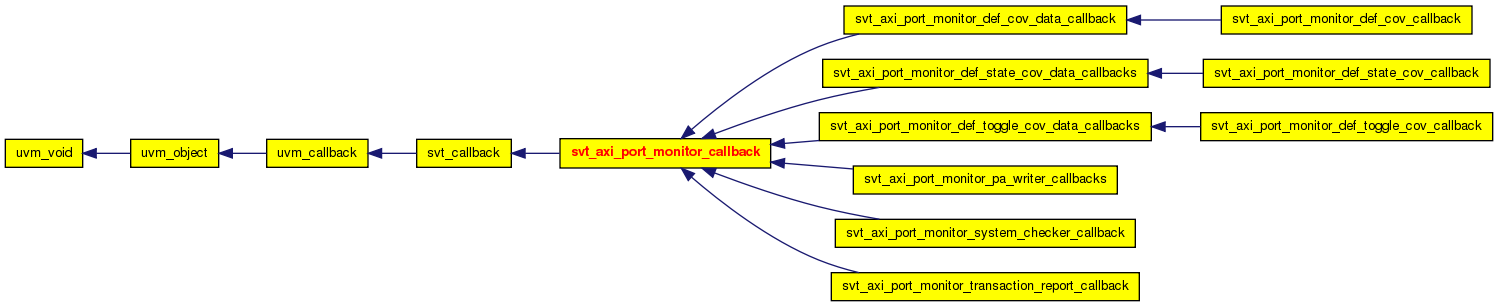 svt_axi_port_monitor_def_cov_data_callback
svt_axi_port_monitor_def_cov_callback
svt_axi_port_monitor_def_state_cov_data_callbacks
svt_axi_port_monitor_def_state_cov_callback
svt_axi_port_monitor_def_toggle_cov_data_callbacks
svt_axi_port_monitor_def_toggle_cov_callback
uvm_void
uvm_object
uvm_callback
svt_callback
svt_axi_port_monitor_callback
svt_axi_port_monitor_pa_writer_callbacks
svt_axi_port_monitor_system_checker_callback
svt_axi_port_monitor_transaction_report_callback